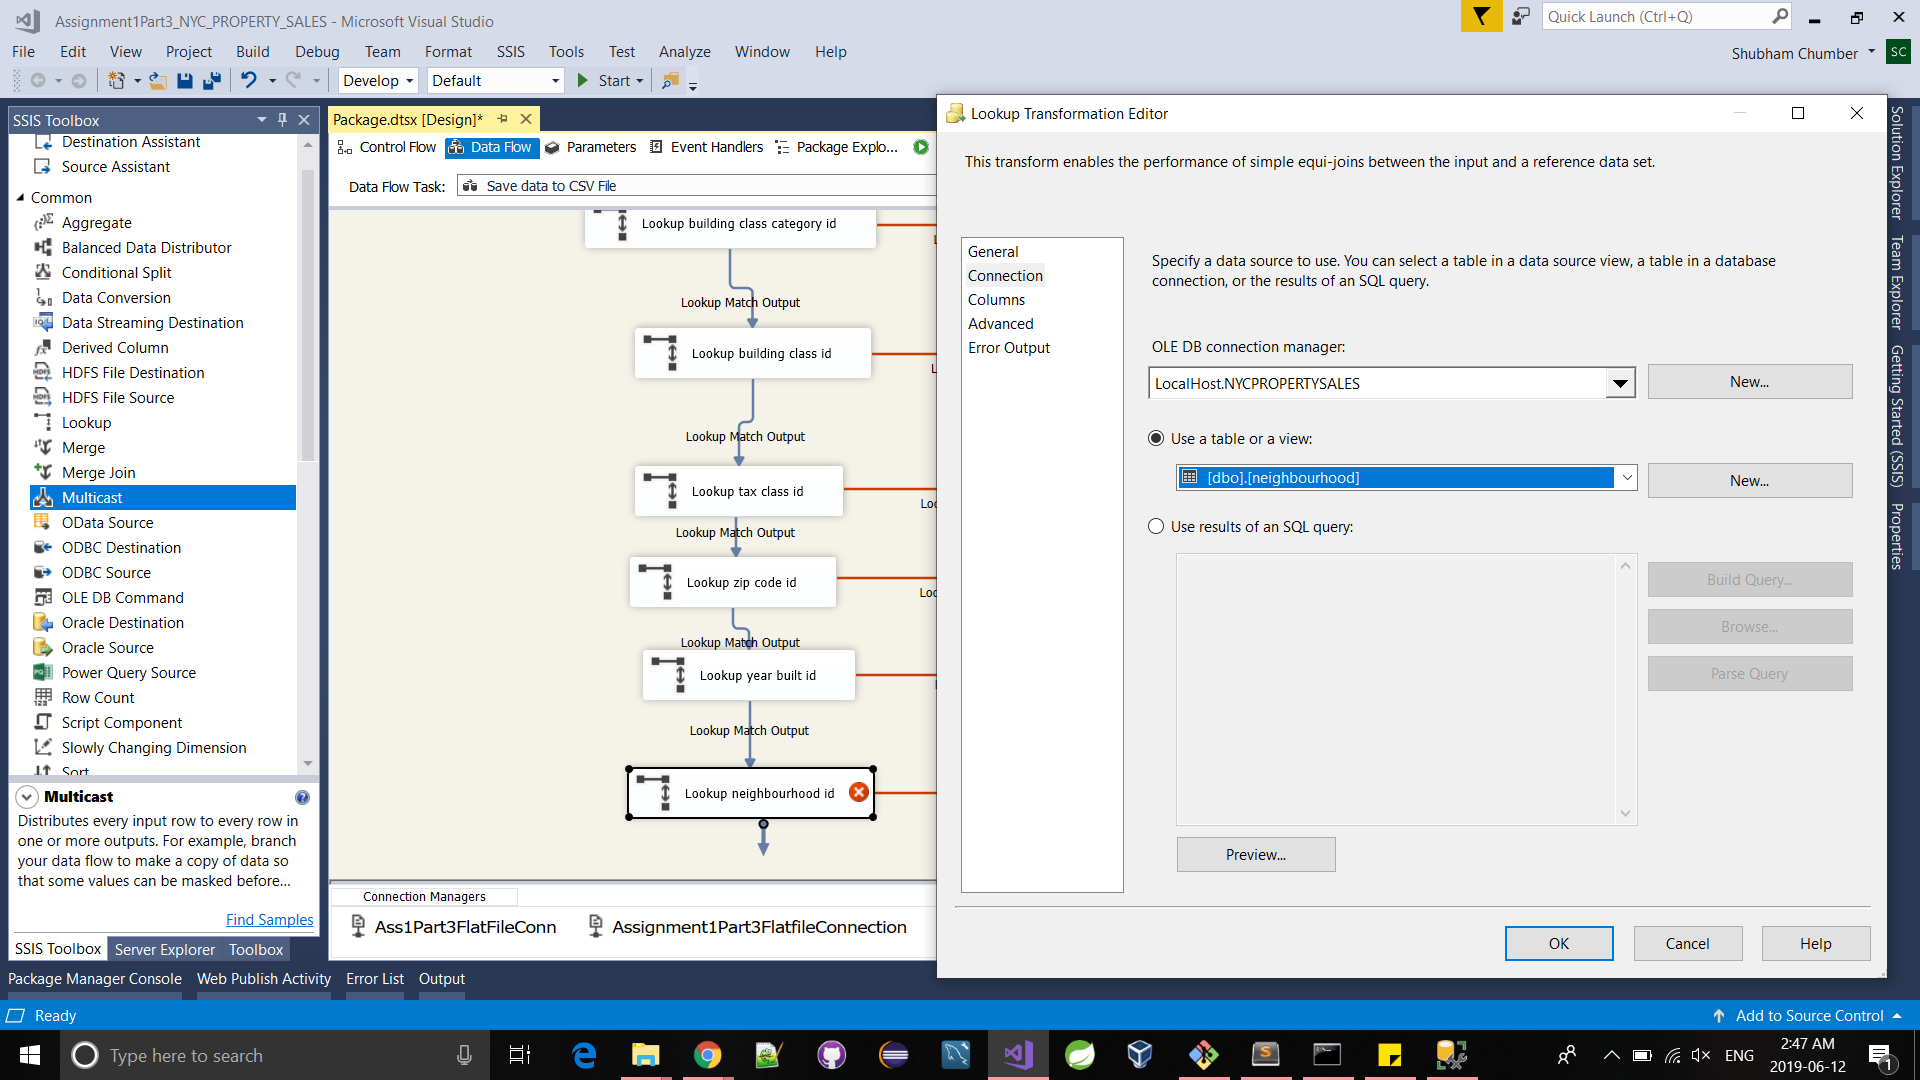 Assignment1Part3_NYC_PROPERTY_SALES - Microsoft Visual Studio
Quick Launch (Ctrl+Q)
File Edit View Project Build Debug Team Format SSIS Tools Test Analyze Window Help
Shubham Chumber
SC
Develop
Default
Start
SSIS Toolbox
Destination Assistant
Source Assistant
Common
Aggregate
Balanced Data Distributor
Conditional Split
Data Conversion
Data Streaming Destination
Derived Column
HDFS File Destination
HDFS File Source
Lookup
Merge
Merge Join
Multicast
OData Source
ODBC Destination
ODBC Source
OLE DB Command
Oracle Destination
Oracle Source
Power Query Source
Row Count
Script Component
Slowly Changing Dimension
Sort
Multicast
Distributes every input row to every row in
one or more outputs. For example, branch
your data flow to make a copy of data so
that some values can be masked before...
Find Samples
SSIS Toolbox Server Explorer Toolbox
Package.dtsx [Design]*
Control Flow Data Flow Parameters Event Handlers Package Explo...
Data Flow Task: Save data to CSV File
Lookup building class category id
Lookup Match Output
Lookup building class id
Lookup Match Output
Lookup tax class id
Lookup Match Output
Lookup zip code id
Lookup Match Output
Lookup year built id
Lookup Match Output
Lookup neighbourhood id
Connection Managers
Ass1Part3FlatFileConn Assignment1Part3FlatfileConnection
Lookup Transformation Editor
This transform enables the performance of simple equi-joins between the input and a reference data set.
General
Connection
Columns
Advanced
Error Output
Specify a data source to use. You can select a table in a data source view, a table in a database
connection, or the results of an SQL query.
OLE DB connection manager:
LocalHost.NYCPROPERTYSALES
New...
Use a table or a view:
[dbo].[neighbourhood]
New...
Use results of an SQL query:
Build Query...
Browse...
Parse Query
Preview...
OK Cancel Help
Solution Explorer
Team Explorer
Getting Started (SSIS)
Properties
Package Manager Console Web Publish Activity Error List Output
Ready
Add to Source Control
Type here to search
ENG
2:47 AM
2019-06-12
1